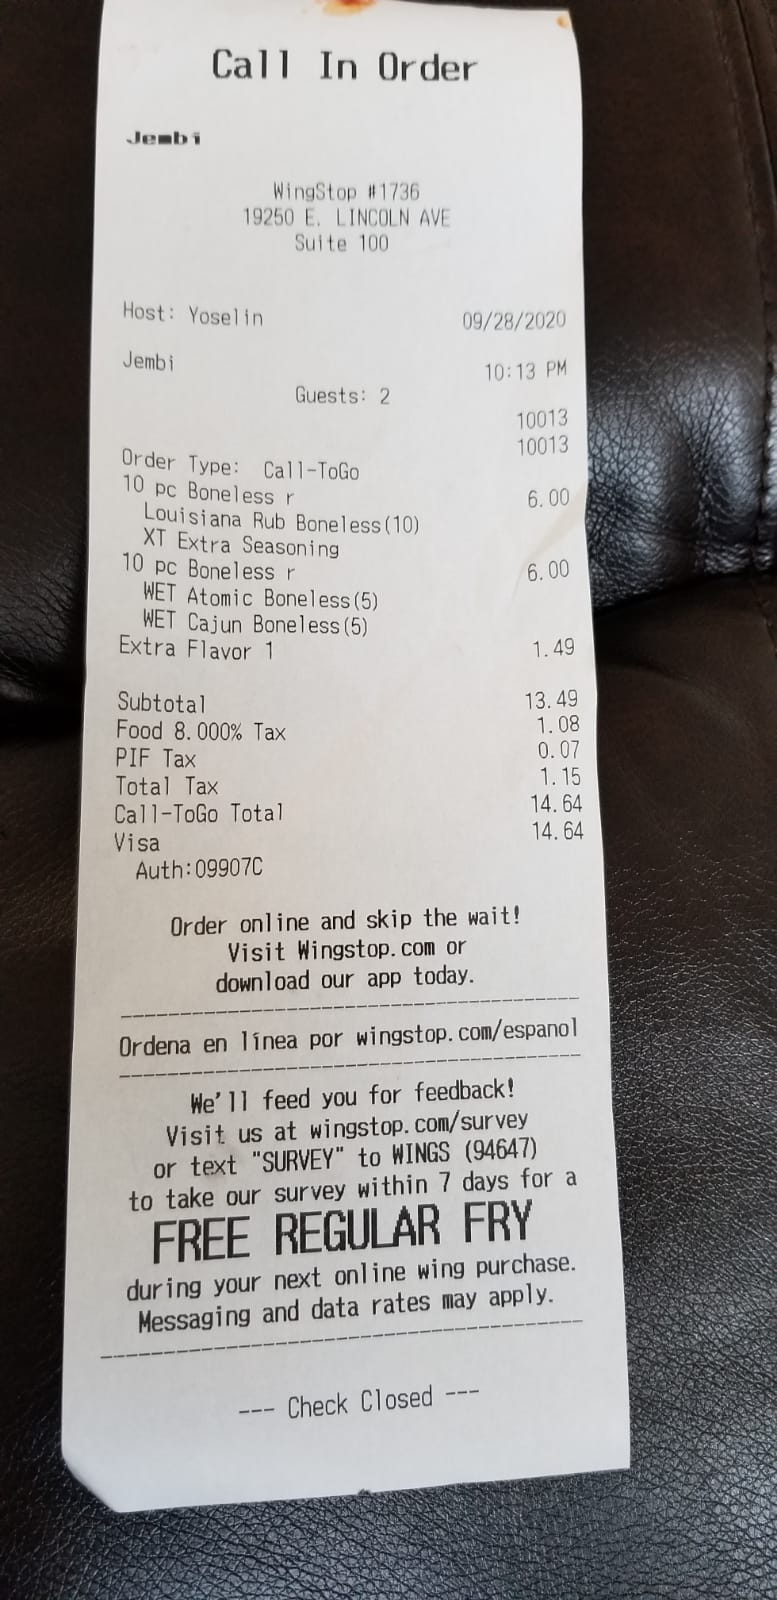 Call In Order
Jembi
WingStop #1736
19250 E. LINCOLN AVE
Suite 100
Host: Yoselin 09/28/2020
Jembi 10:13 PM
Guests: 2
10013
10013
Order Type: Call-ToGo
10 pc Boneless r 6.00
Louisiana Rub Boneless(10)
XT Extra Seasoning
10 pc Boneless r 6.00
WET Atomic Boneless(5)
WET Cajun Boneless(5)
Extra Flavor 1 1.49
Subtotal 13.49
Food 8.000% Tax 1.08
PIF Tax 0.07
Total Tax 1.15
Call-ToGo Total 14.64
Visa 14.64
Auth:09907C
Order online and skip the wait!
Visit Wingstop.com or
download our app today.
Ordena en línea por wingstop.com/espanol
We'll feed you for feedback!
Visit us at wingstop.com/survey
or text "SURVEY" to WINGS (94647)
to take our survey within 7 days for a
FREE REGULAR FRY
during your next online wing purchase.
Messaging and data rates may apply.
--- Check Closed ---